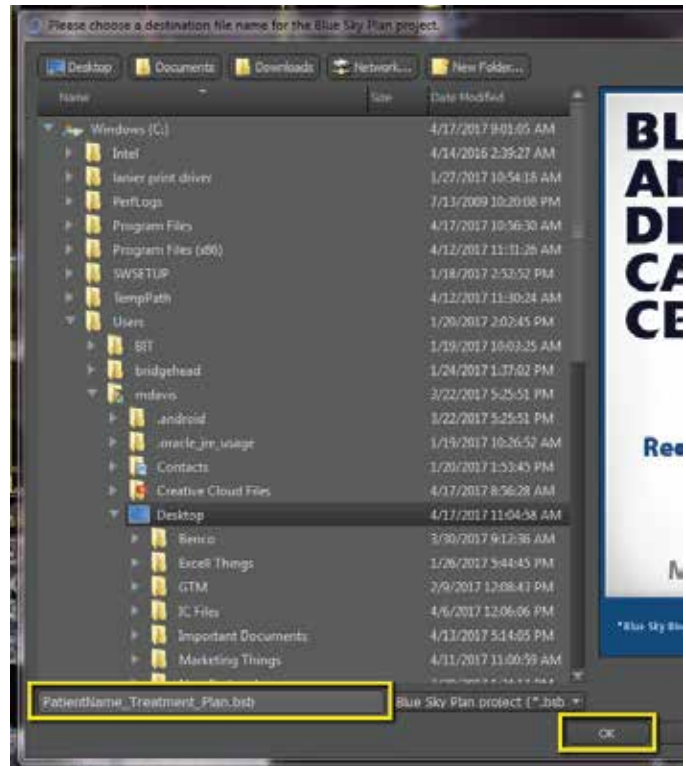 Please choose a destination file name for the Blue Sky Plan project.
Desktop Documents Downloads Network... New Folder...
Name Size Date Modified
Windows (C:) 4/17/2017 9:01:05 AM
Intel 4/14/2016 2:39:27 AM
lanier print driver 1/27/2017 10:54:18 AM
PerfLogs 7/13/2009 10:20:08 PM
Program Files 4/17/2017 10:56:30 AM
Program Files (x86) 4/12/2017 11:31:26 AM
SWSETUP 1/18/2017 2:52:52 PM
TempPath 4/12/2017 11:30:24 AM
Users 1/20/2017 2:02:45 PM
BIT 1/19/2017 10:03:25 AM
bridgehead 1/24/2017 1:37:02 PM
mdavis 3/22/2017 5:25:51 PM
.android 3/22/2017 5:25:51 PM
.oracle_jre_usage 1/19/2017 10:26:52 AM
Contacts 1/20/2017 1:53:45 PM
Creative Cloud Files 4/17/2017 8:56:28 AM
Desktop 4/17/2017 11:04:58 AM
Benco 3/30/2017 9:12:36 AM
Excell Things 1/26/2017 5:44:45 PM
GTM 2/9/2017 12:08:43 PM
IC Files 4/6/2017 12:06:06 PM
Important Documents 4/13/2017 5:14:05 PM
Marketing Things 4/11/2017 11:00:59 AM
PatientName_Treatment_Plan.bsb Blue Sky Plan project (*.bsb
OK
BL
AN
DE
CA
CE
Ree
M
*Blue Sky Bio